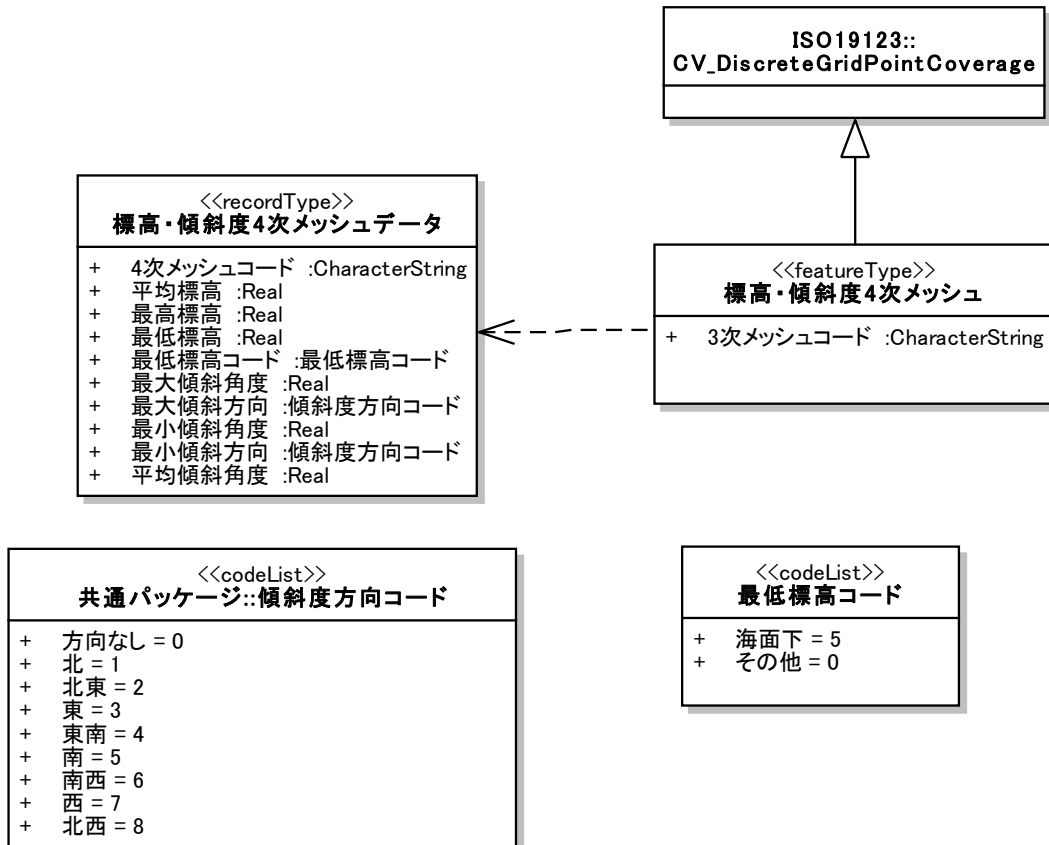 ISO19123::
CV_DiscreteGridPointCoverage
<<recordType>>
標高・傾斜度4次メッシュデータ
+ 4次メッシュコード :CharacterString
+ 平均標高 :Real
+ 最高標高 :Real
+ 最低標高 :Real
+ 最低標高コード :最低標高コード
+ 最大傾斜角度 :Real
+ 最大傾斜方向 :傾斜度方向コード
+ 最小傾斜角度 :Real
+ 最小傾斜方向 :傾斜度方向コード
+ 平均傾斜角度 :Real
<<featureType>>
標高・傾斜度4次メッシュ
+ 3次メッシュコード :CharacterString
<<codeList>>
共通パッケージ::傾斜度方向コード
+ 方向なし = 0
+ 北 = 1
+ 北東 = 2
+ 東 = 3
+ 東南 = 4
+ 南 = 5
+ 南西 = 6
+ 西 = 7
+ 北西 = 8
<<codeList>>
最低標高コード
+ 海面下 = 5
+ その他 = 0